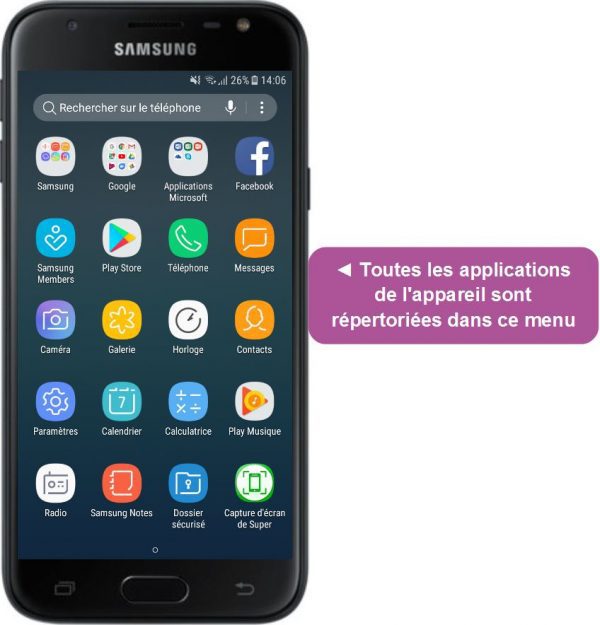 SAMSUNG
26% 14:06
Rechercher sur le téléphone
Samsung Google Applications Facebook
Microsoft
Samsung Play Store Téléphone Messages
Members
Caméra Galerie Horloge Contacts
7
Paramètres Calendrier Calculatrice Play Musique
Radio Samsung Notes Dossier Capture d'écran
sécurisé de Super
◄ Toutes les applications
de l'appareil sont
répertoriées dans ce menu